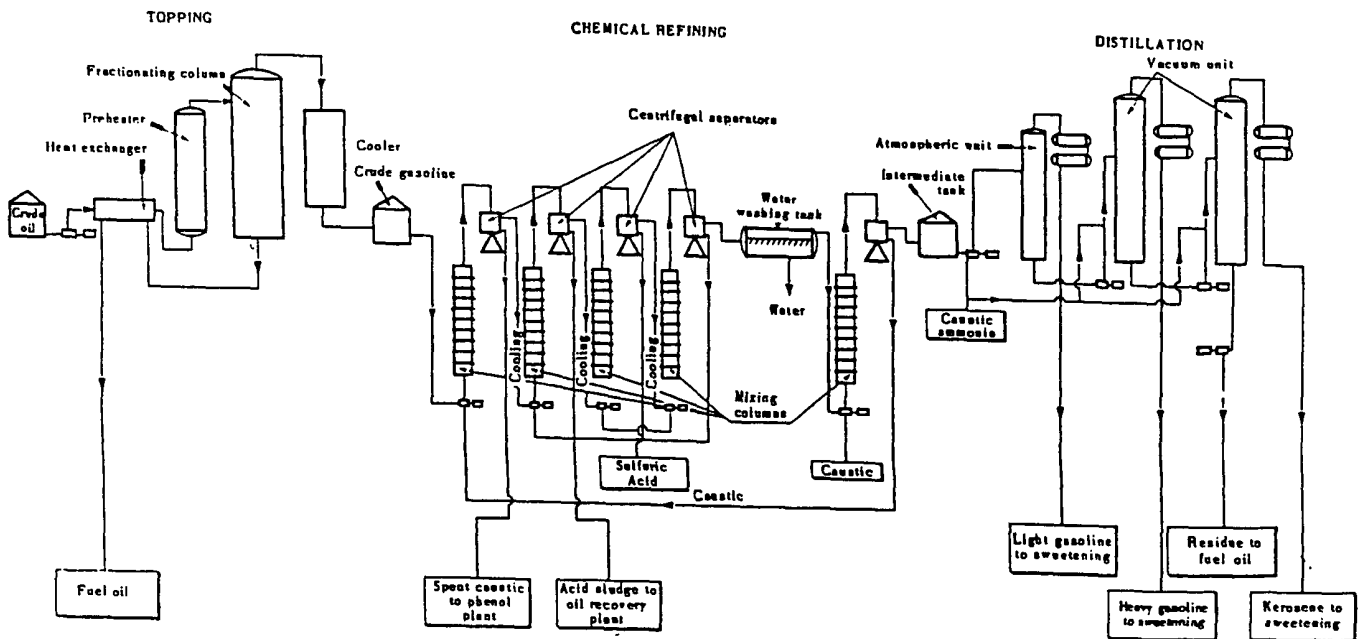 TOPPING
CHEMICAL REFINING
DISTILLATION
Vacuum unit
Fractionating column
Preheater
Heat exchanger
Crude
oil
Cooler
Crude gasoline
Centrifugal separators
Water
washing tank
Water
Atmospheric unit
Intermediate
tank
Cooling
Cooling
Cooling
Mixing
columns
Caustic
ammonia
Sulfuric
Acid
Caustic
Caustic
Fuel oil
Spent caustic
to phenol
plant
Acid sludge to
oil recovery
plant
Light gasoline
to sweetening
Residue to
fuel oil
Heavy gasoline
to sweetening
Kerosene to
sweetening